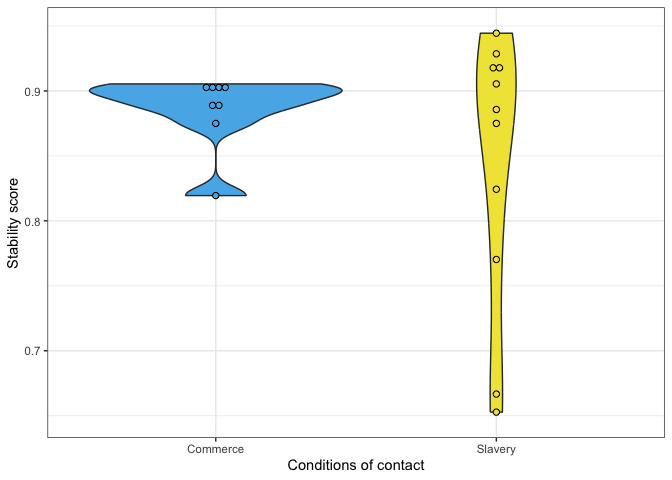 Stability score
0.9
0.8
0.7
Commerce
Slavery
Conditions of contact